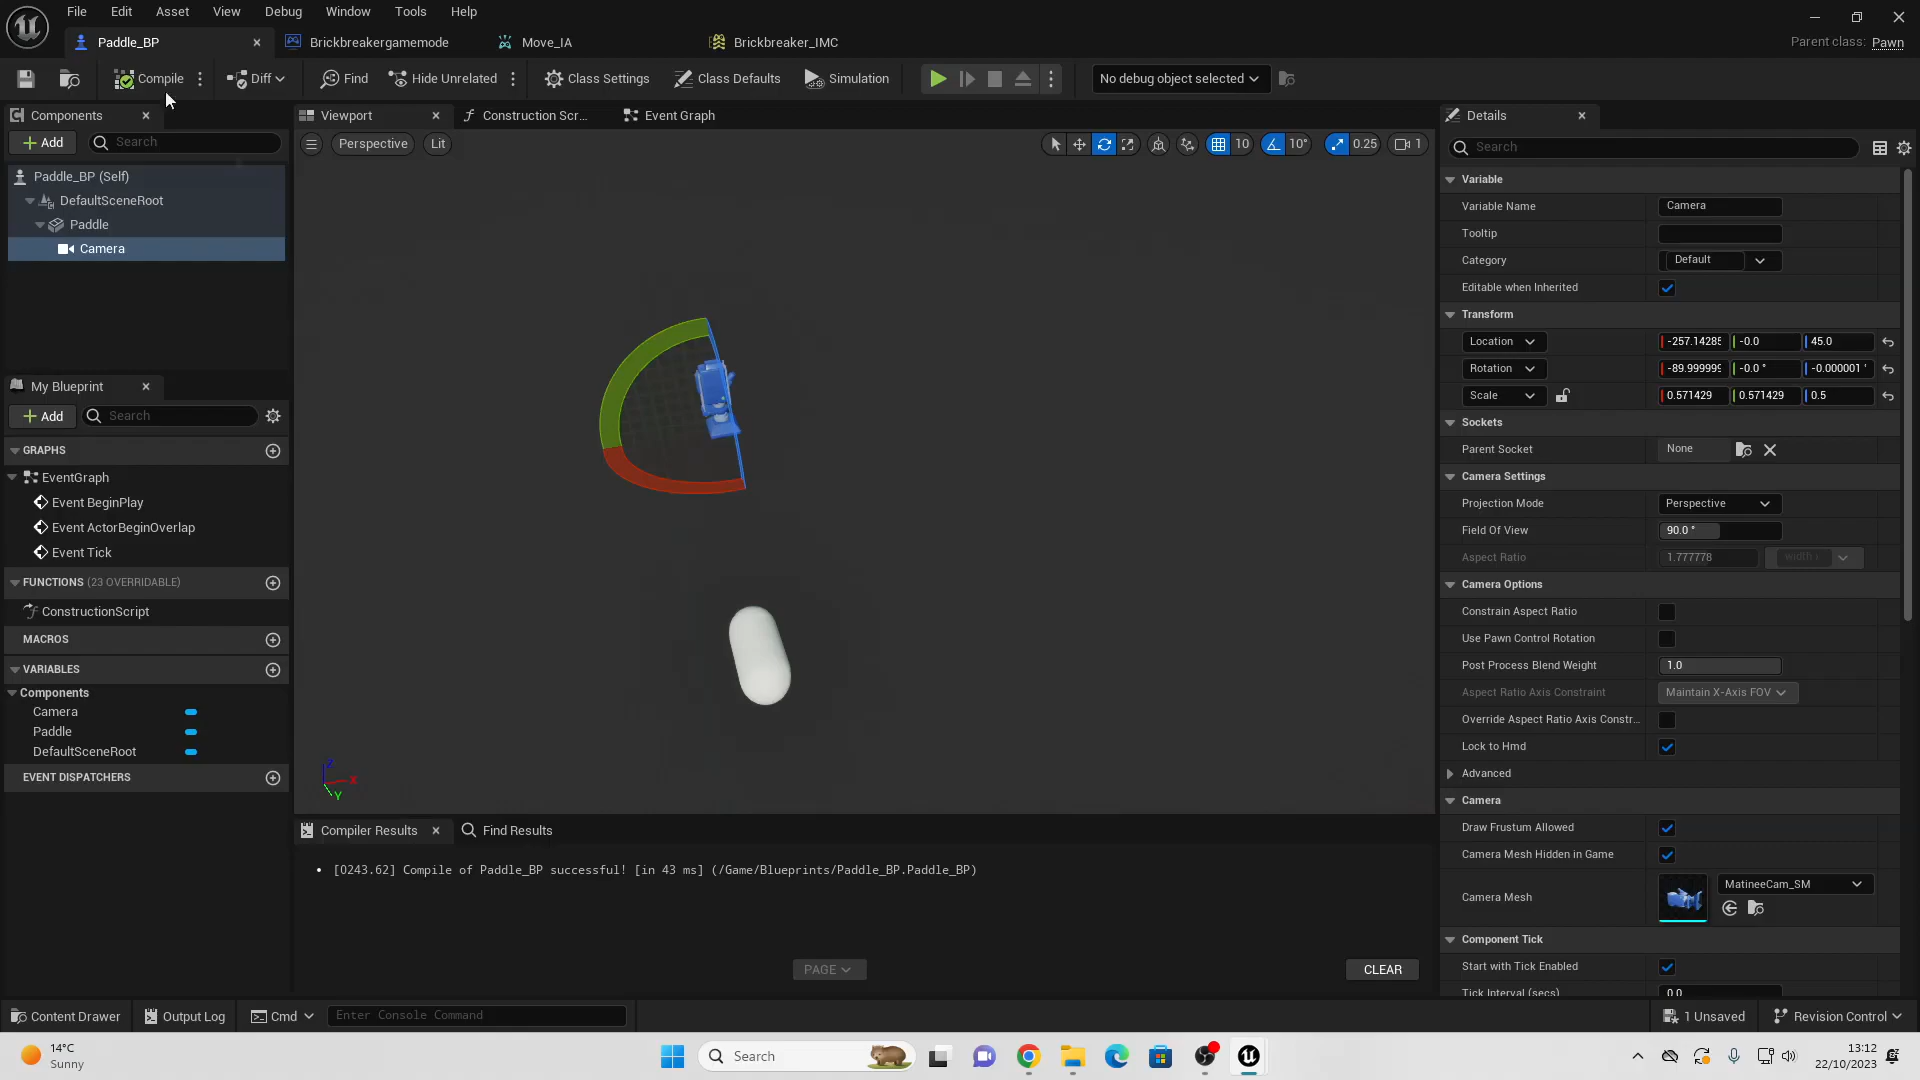 File Edit Asset View Debug Window Tools Help
Paddle_BP Brickbreakergamemode Move_IA Brickbreaker_IMC
Parent class: Pawn
Compile Diff Find Hide Unrelated Class Settings Class Defaults Simulation No debug object selected
Components
Add Search
Paddle_BP (Self)
DefaultSceneRoot
Paddle
Camera
My Blueprint
Add Search
GRAPHS
EventGraph
Event BeginPlay
Event ActorBeginOverlap
Event Tick
FUNCTIONS (23 OVERRIDABLE)
ConstructionScript
MACROS
VARIABLES
Components
Camera
Paddle
DefaultSceneRoot
EVENT DISPATCHERS
Viewport Construction Scr... Event Graph
Perspective Lit 10 10° 0.25 1
Z
X
Y
Compiler Results Find Results
• [0243.62] Compile of Paddle_BP successful! [in 43 ms] (/Game/Blueprints/Paddle_BP.Paddle_BP)
PAGE CLEAR
Details
Search
Variable
Variable Name Camera
Tooltip
Category Default
Editable when Inherited
Transform
Location -257.14285 -0.0 45.0
Rotation -89.999999 -0.0 ° -0.000001 °
Scale 0.571429 0.571429 0.5
Sockets
Parent Socket None
Camera Settings
Projection Mode Perspective
Field Of View 90.0 °
Aspect Ratio 1.777778
Camera Options
Constrain Aspect Ratio
Use Pawn Control Rotation
Post Process Blend Weight 1.0
Aspect Ratio Axis Constraint Maintain X-Axis FOV
Override Aspect Ratio Axis Constr...
Lock to Hmd
Advanced
Camera
Draw Frustum Allowed
Camera Mesh Hidden in Game
Camera Mesh MatineeCam_SM
Component Tick
Start with Tick Enabled
Tick Interval (secs) 0.0
Content Drawer Output Log Cmd Enter Console Command 1 Unsaved Revision Control
14°C
Sunny
Search
13:12
22/10/2023